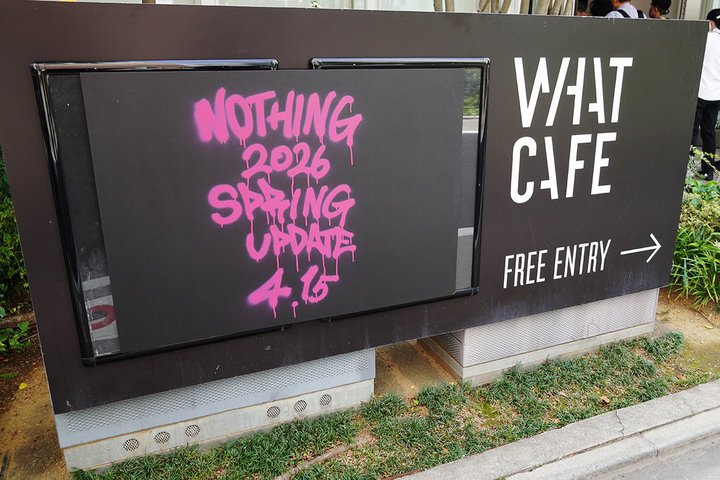 NOTHING
2026
SPRING
UPDATE
4.15
WHAT
CAFE
FREE ENTRY →